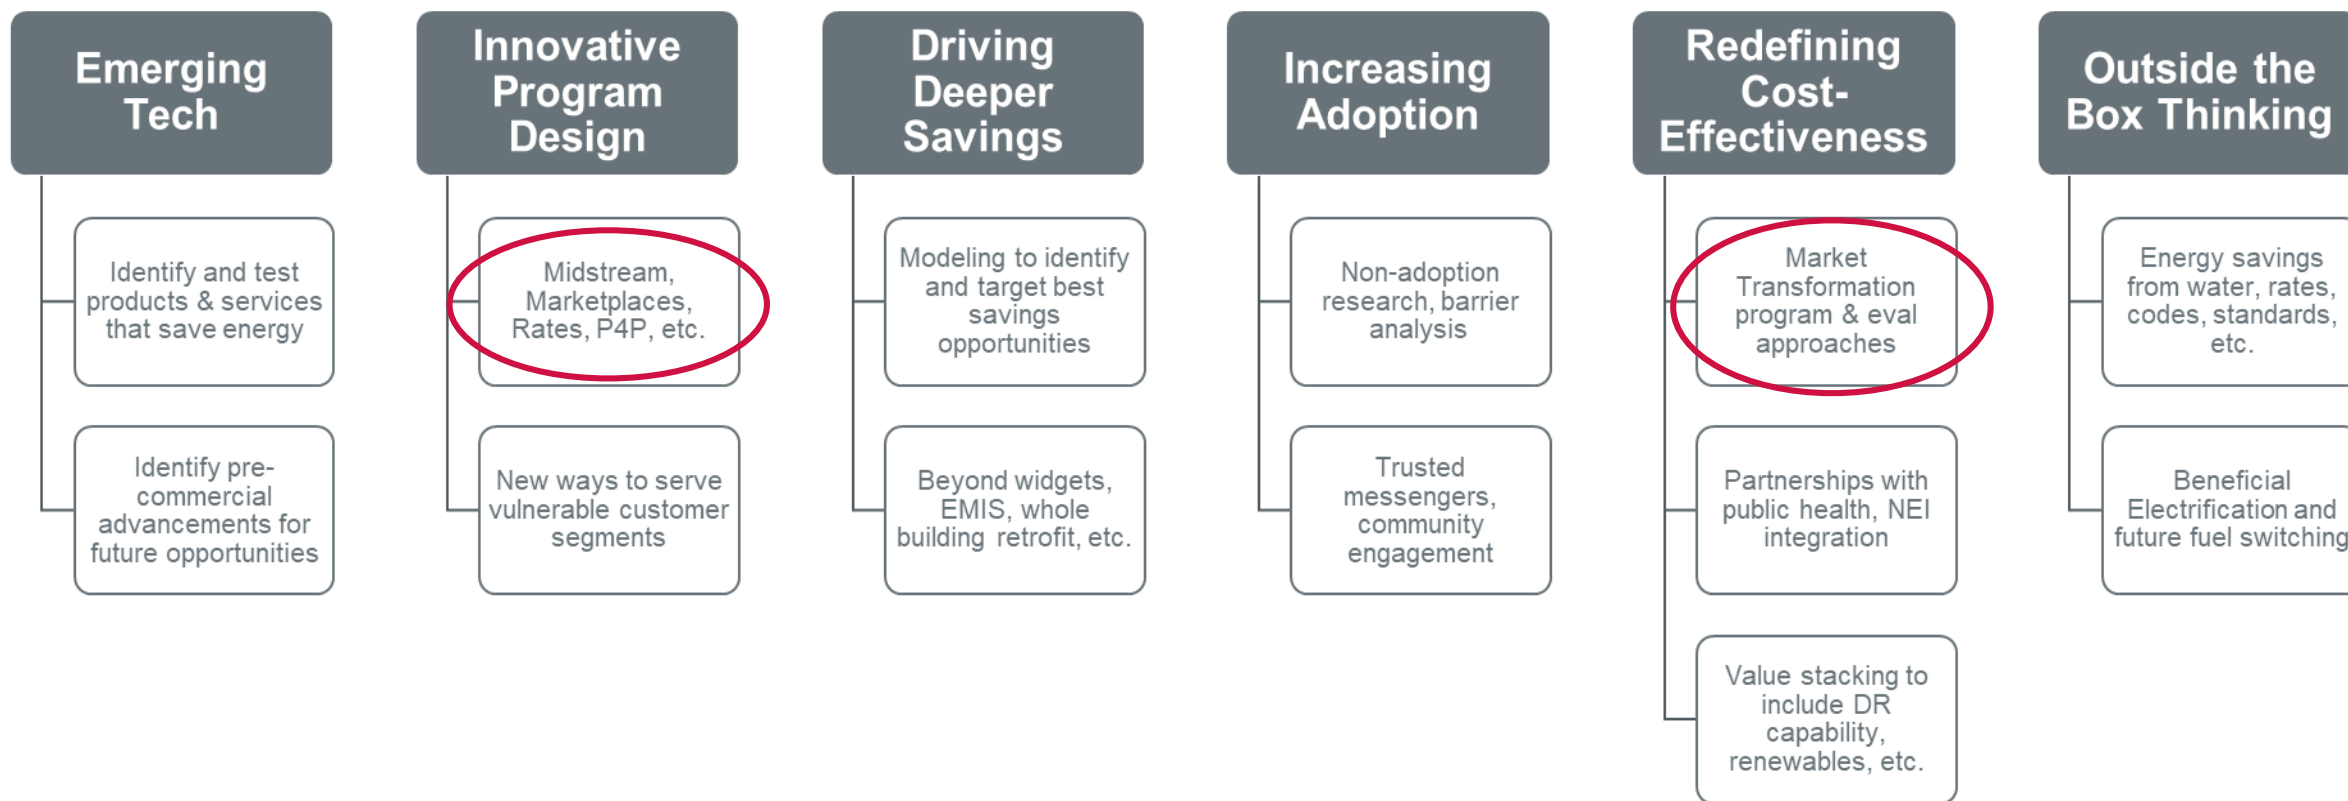 Emerging
Tech
Identify and test
products & services
that save energy
Identify pre-
commercial
advancements for
future opportunities
Innovative
Program
Design
Midstream,
Marketplaces,
Rates, P4P, etc.
New ways to serve
vulnerable customer
segments
Driving
Deeper
Savings
Modeling to identify
and target best
savings
opportunities
Beyond widgets,
EMIS, whole
building retrofit, etc.
Increasing
Adoption
Non-adoption
research, barrier
analysis
Trusted
messengers,
community
engagement
Redefining
Cost-
Effectiveness
Market
Transformation
program & eval
approaches
Partnerships with
public health, NEI
integration
Value stacking to
include DR
capability,
renewables, etc.
Outside the
Box Thinking
Energy savings
from water, rates,
codes, standards,
etc.
Beneficial
Electrification and
future fuel switching